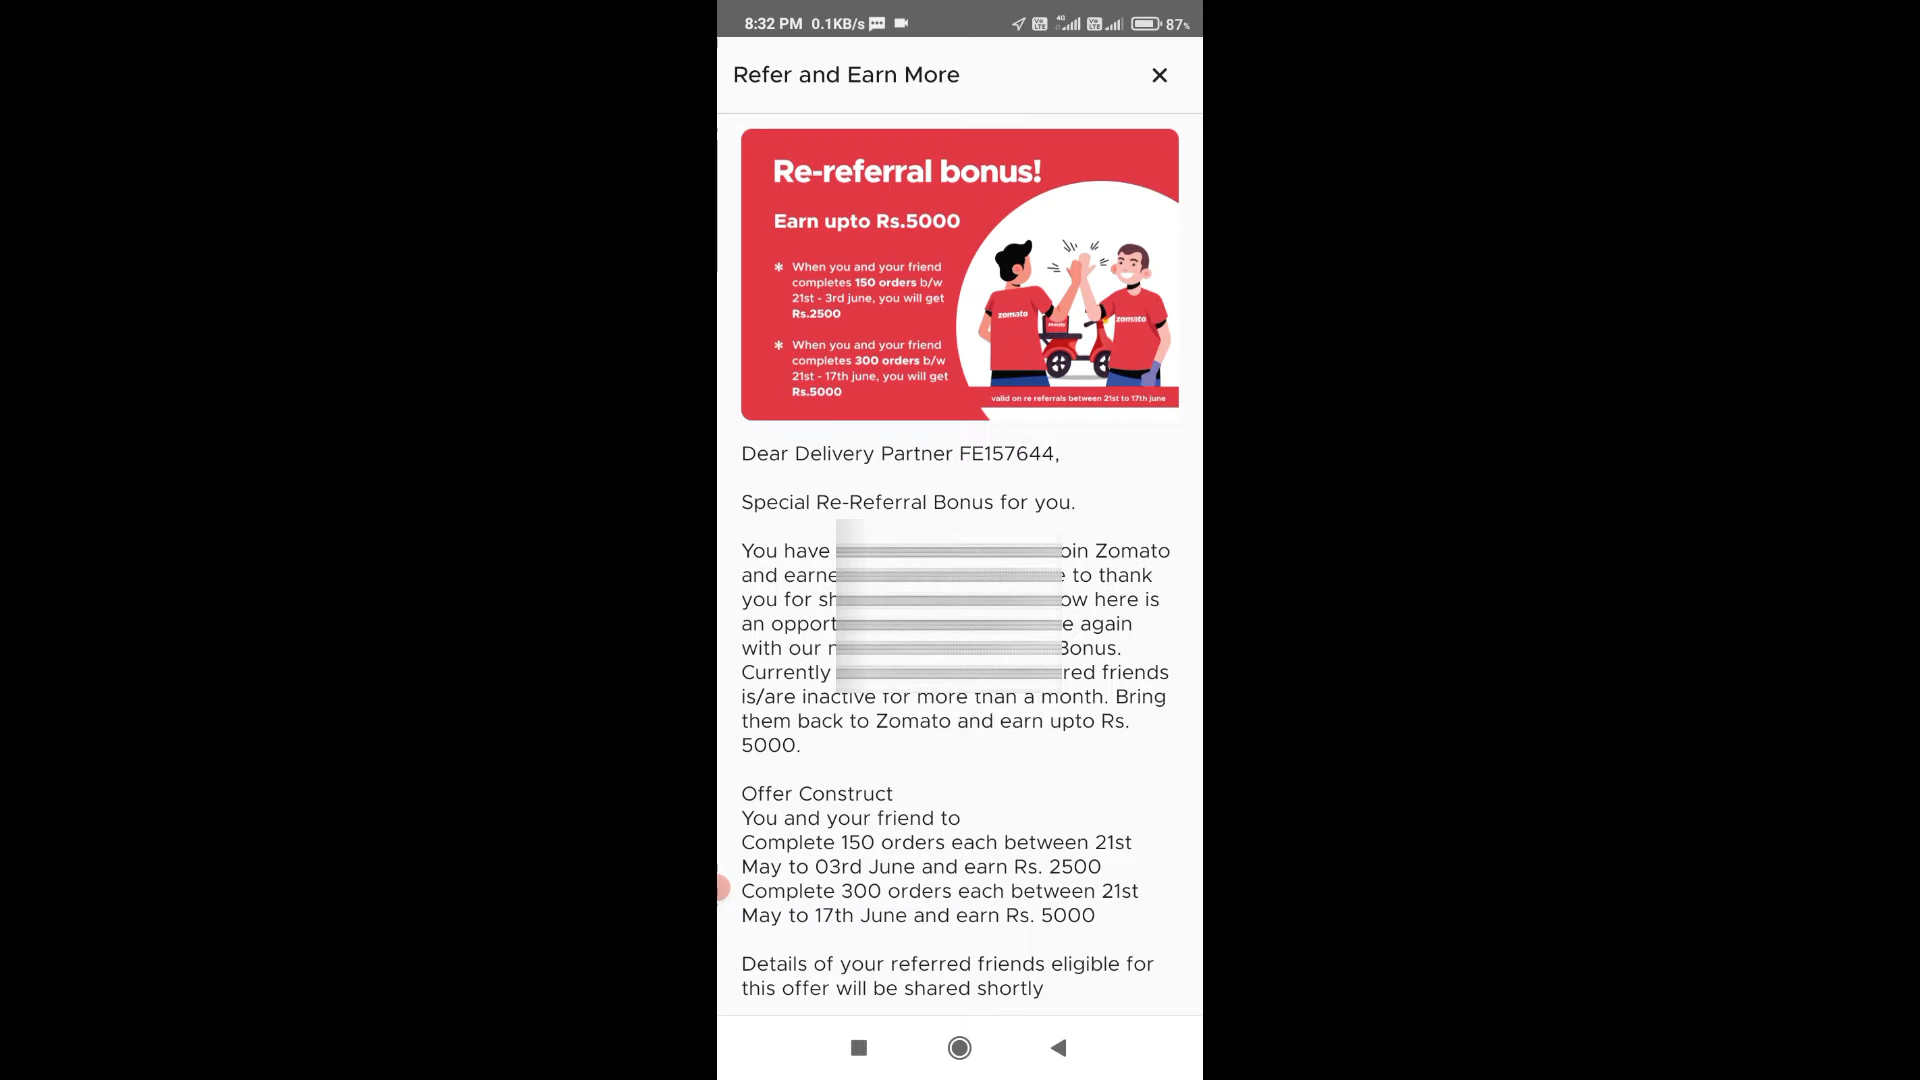 8:32 PM 0.1KB/s 4G 87%
Refer and Earn More
Re-referral bonus!
Earn upto Rs.5000
* When you and your friend
completes 150 orders b/w
21st - 3rd june, you will get
Rs.2500
* When you and your friend
completes 300 orders b/w
21st - 17th june, you will get
Rs.5000
zomato
zomato
zomato
valid on re referrals between 21st to 17th june
Dear Delivery Partner FE157644,
Special Re-Referral Bonus for you.
You have Zomato
and to thank
you for here is
an again
with our Bonus.
Currently friends
is/are inactive for more than a month. Bring
them back to Zomato and earn upto Rs.
5000.
Offer Construct
You and your friend to
Complete 150 orders each between 21st
May to 03rd June and earn Rs. 2500
Complete 300 orders each between 21st
May to 17th June and earn Rs. 5000
Details of your referred friends eligible for
this offer will be shared shortly